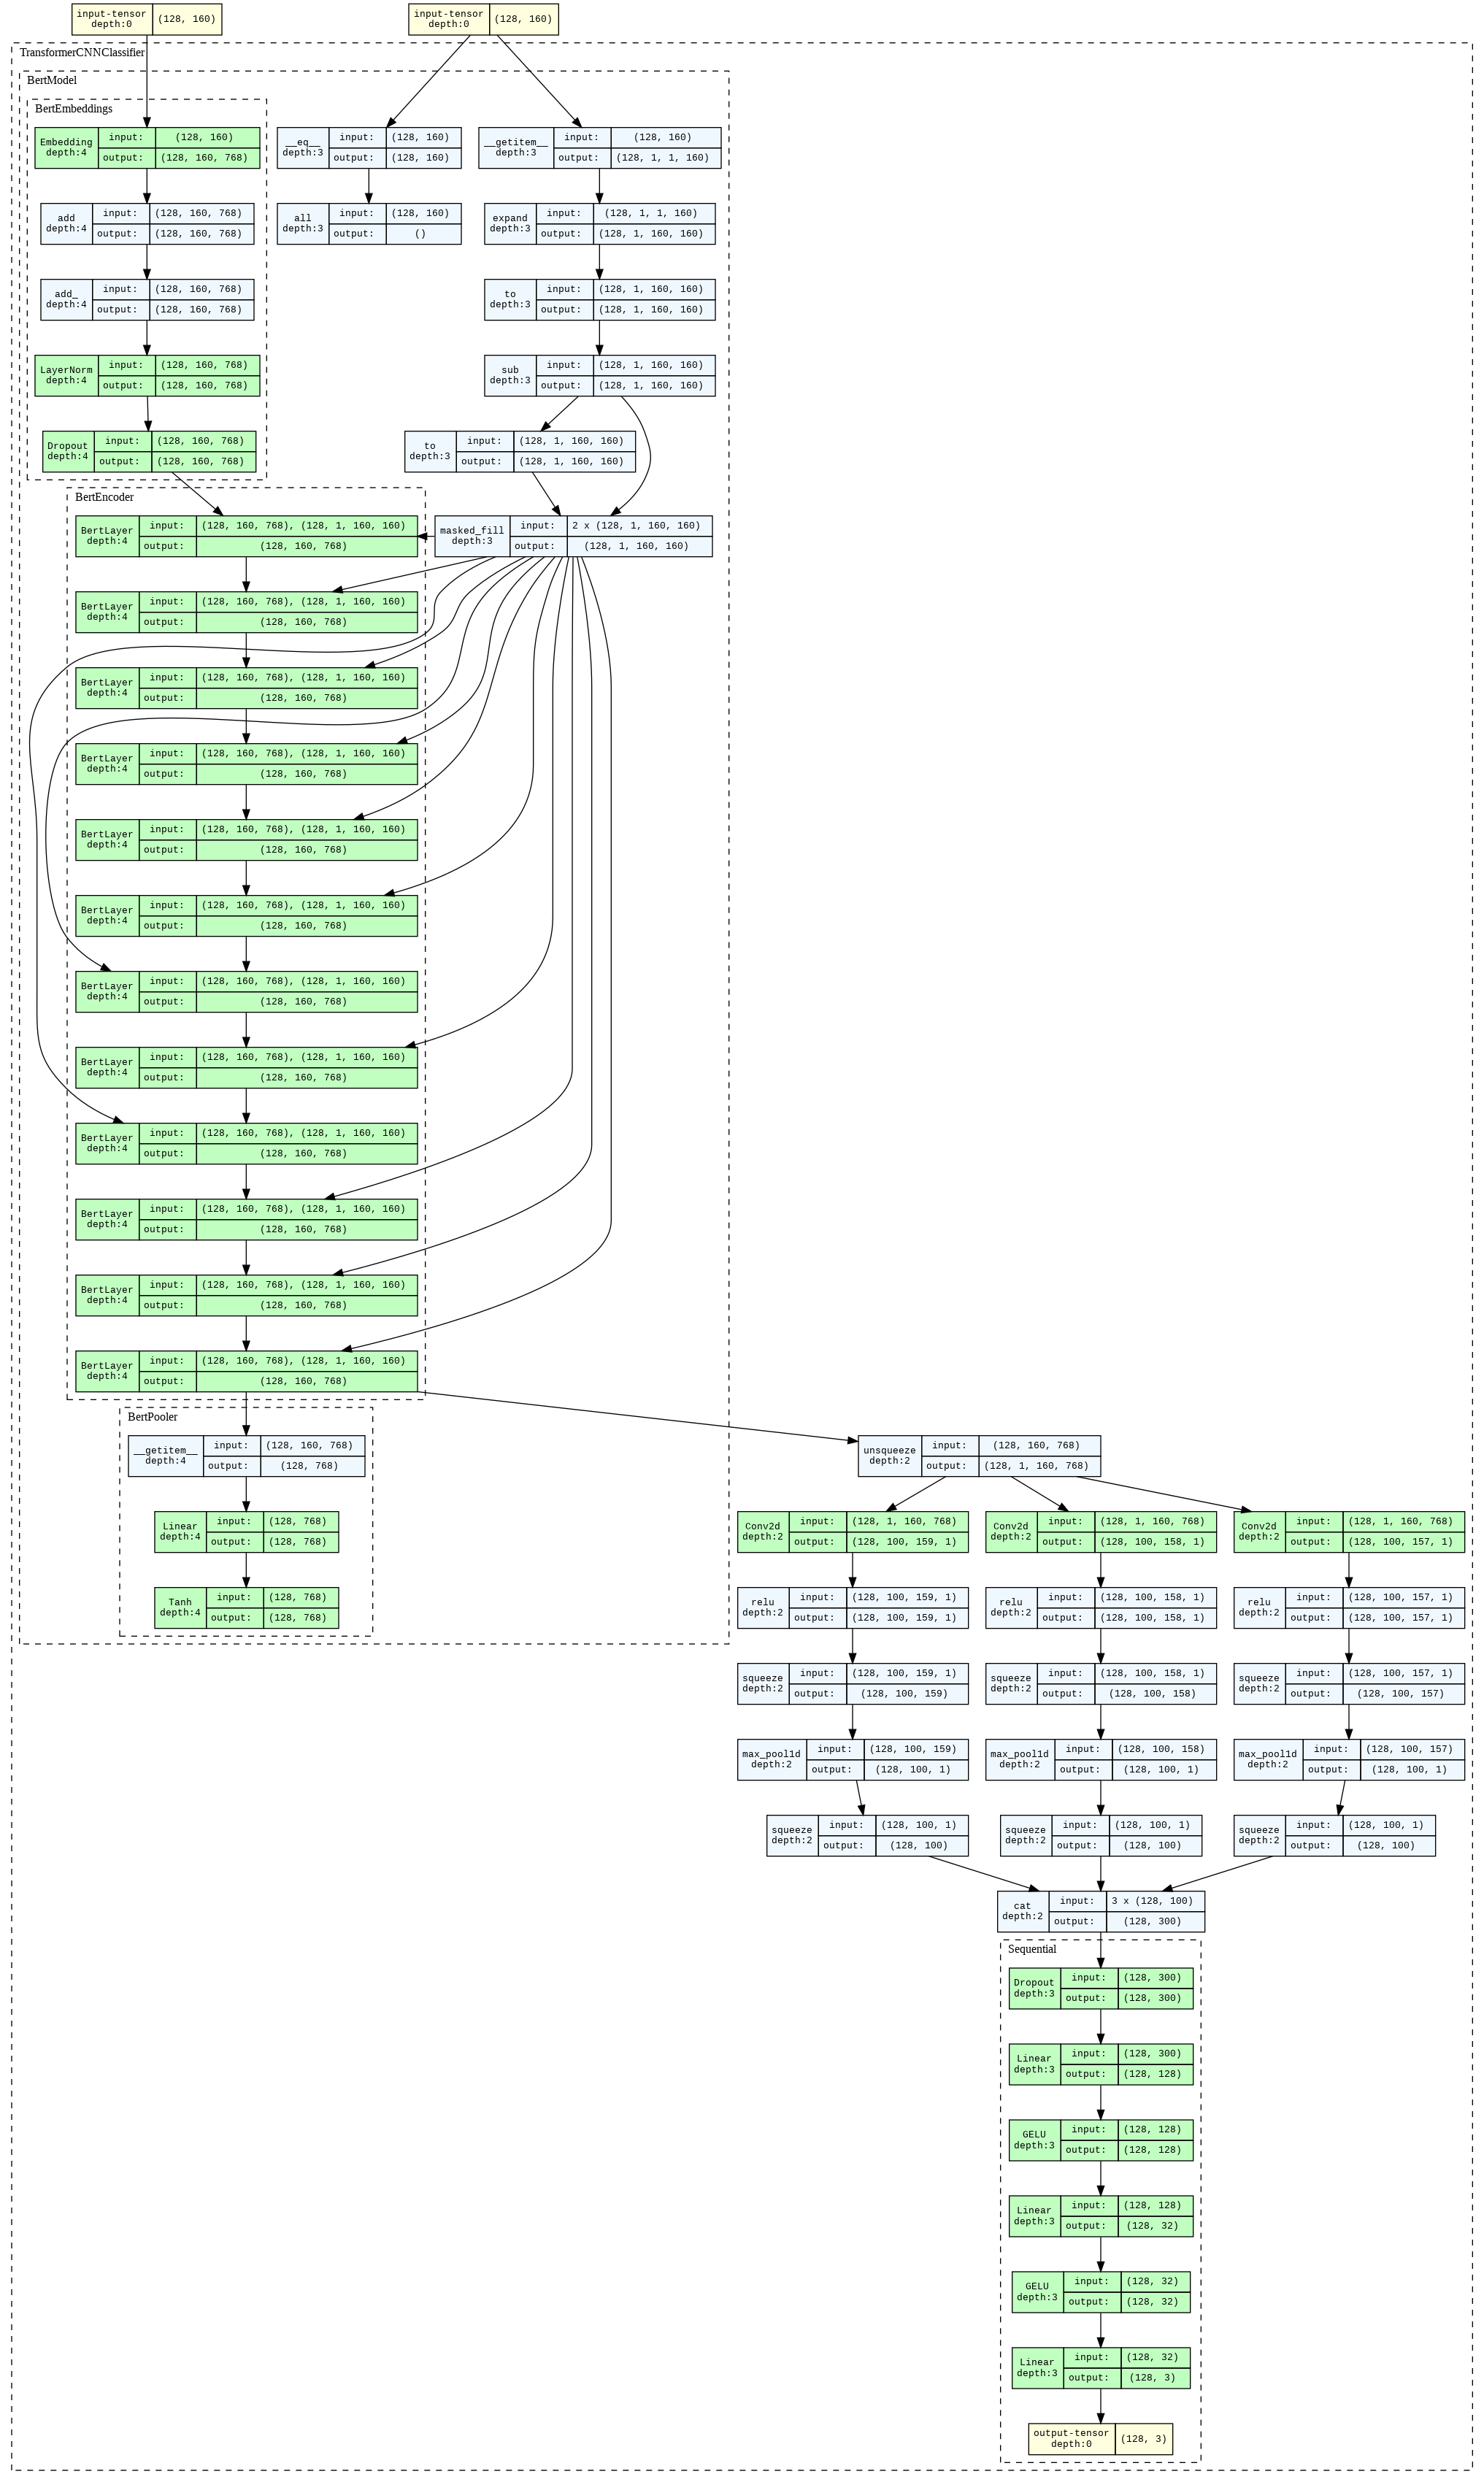 input-tensor
depth:0
(128, 160)
input-tensor
depth:0
(128, 160)
TransformerCNNClassifier
BertModel
BertEmbeddings
Embedding
depth:4
input:
(128, 160)
output:
(128, 160, 768)
__eq__
depth:3
input:
(128, 160)
output:
(128, 160)
__getitem__
depth:3
input:
(128, 160)
output:
(128, 1, 1, 160)
add
depth:4
input:
(128, 160, 768)
output:
(128, 160, 768)
all
depth:3
input:
(128, 160)
output:
()
expand
depth:3
input:
(128, 1, 1, 160)
output:
(128, 1, 160, 160)
add_
depth:4
input:
(128, 160, 768)
output:
(128, 160, 768)
to
depth:3
input:
(128, 1, 160, 160)
output:
(128, 1, 160, 160)
LayerNorm
depth:4
input:
(128, 160, 768)
output:
(128, 160, 768)
sub
depth:3
input:
(128, 1, 160, 160)
output:
(128, 1, 160, 160)
Dropout
depth:4
input:
(128, 160, 768)
output:
(128, 160, 768)
to
depth:3
input:
(128, 1, 160, 160)
output:
(128, 1, 160, 160)
BertEncoder
BertLayer
depth:4
input:
(128, 160, 768), (128, 1, 160, 160)
output:
(128, 160, 768)
masked_fill
depth:3
input:
2 x (128, 1, 160, 160)
output:
(128, 1, 160, 160)
BertLayer
depth:4
input:
(128, 160, 768), (128, 1, 160, 160)
output:
(128, 160, 768)
BertLayer
depth:4
input:
(128, 160, 768), (128, 1, 160, 160)
output:
(128, 160, 768)
BertLayer
depth:4
input:
(128, 160, 768), (128, 1, 160, 160)
output:
(128, 160, 768)
BertLayer
depth:4
input:
(128, 160, 768), (128, 1, 160, 160)
output:
(128, 160, 768)
BertLayer
depth:4
input:
(128, 160, 768), (128, 1, 160, 160)
output:
(128, 160, 768)
BertLayer
depth:4
input:
(128, 160, 768), (128, 1, 160, 160)
output:
(128, 160, 768)
BertLayer
depth:4
input:
(128, 160, 768), (128, 1, 160, 160)
output:
(128, 160, 768)
BertLayer
depth:4
input:
(128, 160, 768), (128, 1, 160, 160)
output:
(128, 160, 768)
BertLayer
depth:4
input:
(128, 160, 768), (128, 1, 160, 160)
output:
(128, 160, 768)
BertLayer
depth:4
input:
(128, 160, 768), (128, 1, 160, 160)
output:
(128, 160, 768)
BertLayer
depth:4
input:
(128, 160, 768), (128, 1, 160, 160)
output:
(128, 160, 768)
BertPooler
__getitem__
depth:4
input:
(128, 160, 768)
output:
(128, 768)
unsqueeze
depth:2
input:
(128, 160, 768)
output:
(128, 1, 160, 768)
Linear
depth:4
input:
(128, 768)
output:
(128, 768)
Conv2d
depth:2
input:
(128, 1, 160, 768)
output:
(128, 100, 159, 1)
Conv2d
depth:2
input:
(128, 1, 160, 768)
output:
(128, 100, 158, 1)
Conv2d
depth:2
input:
(128, 1, 160, 768)
output:
(128, 100, 157, 1)
Tanh
depth:4
input:
(128, 768)
output:
(128, 768)
relu
depth:2
input:
(128, 100, 159, 1)
output:
(128, 100, 159, 1)
relu
depth:2
input:
(128, 100, 158, 1)
output:
(128, 100, 158, 1)
relu
depth:2
input:
(128, 100, 157, 1)
output:
(128, 100, 157, 1)
squeeze
depth:2
input:
(128, 100, 159, 1)
output:
(128, 100, 159)
squeeze
depth:2
input:
(128, 100, 158, 1)
output:
(128, 100, 158)
squeeze
depth:2
input:
(128, 100, 157, 1)
output:
(128, 100, 157)
max_pool1d
depth:2
input:
(128, 100, 159)
output:
(128, 100, 1)
max_pool1d
depth:2
input:
(128, 100, 158)
output:
(128, 100, 1)
max_pool1d
depth:2
input:
(128, 100, 157)
output:
(128, 100, 1)
squeeze
depth:2
input:
(128, 100, 1)
output:
(128, 100)
squeeze
depth:2
input:
(128, 100, 1)
output:
(128, 100)
squeeze
depth:2
input:
(128, 100, 1)
output:
(128, 100)
cat
depth:2
input:
3 x (128, 100)
output:
(128, 300)
Sequential
Dropout
depth:3
input:
(128, 300)
output:
(128, 300)
Linear
depth:3
input:
(128, 300)
output:
(128, 128)
GELU
depth:3
input:
(128, 128)
output:
(128, 128)
Linear
depth:3
input:
(128, 128)
output:
(128, 32)
GELU
depth:3
input:
(128, 32)
output:
(128, 32)
Linear
depth:3
input:
(128, 32)
output:
(128, 3)
output-tensor
depth:0
(128, 3)